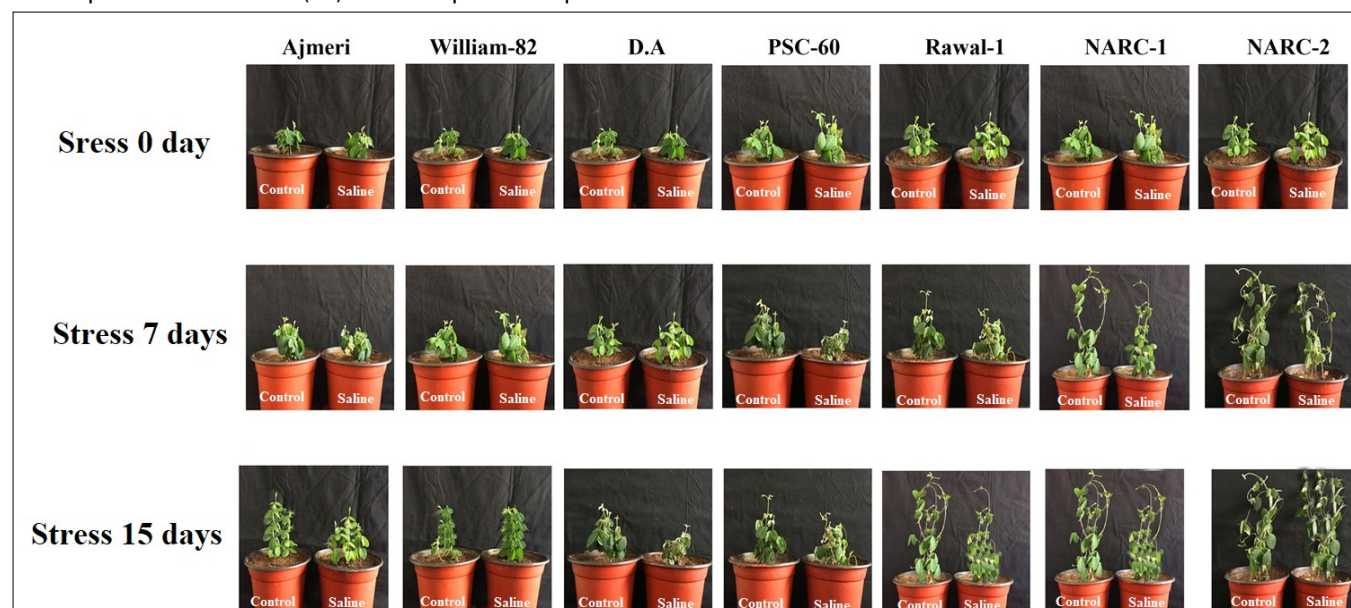 Ajmeri William-82 D.A PSC-60 Rawal-1 NARC-1 NARC-2
Sress 0 day
Control Saline Control Saline Control Saline Control Saline Control Saline Control Saline Control Saline
Stress 7 days
Control Saline Control Saline Control Saline Control Saline Control Saline Control Saline Control Saline
Stress 15 days
Control Saline Control Saline Control Saline Control Saline Control Saline Control Saline Control Saline